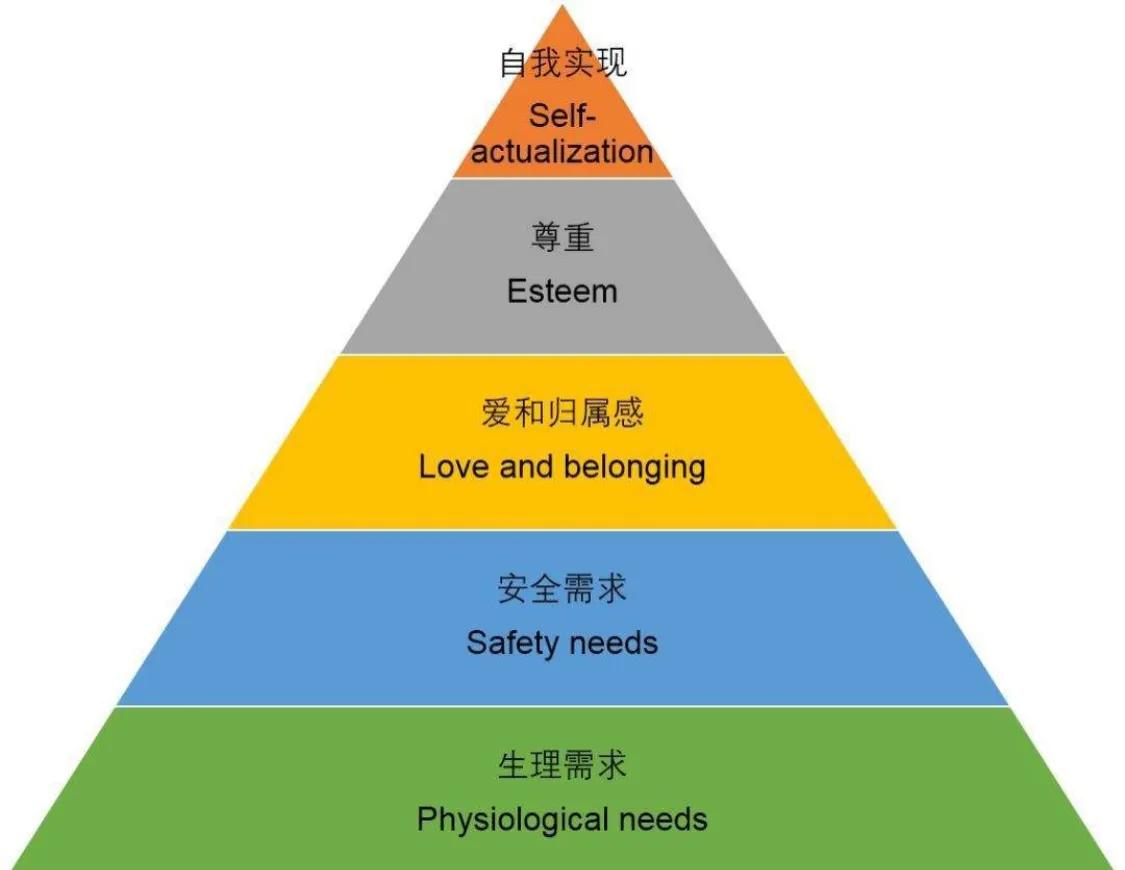 自我实现
Self-
actualization
尊重
Esteem
爱和归属感
Love and belonging
安全需求
Safety needs
生理需求
Physiological needs